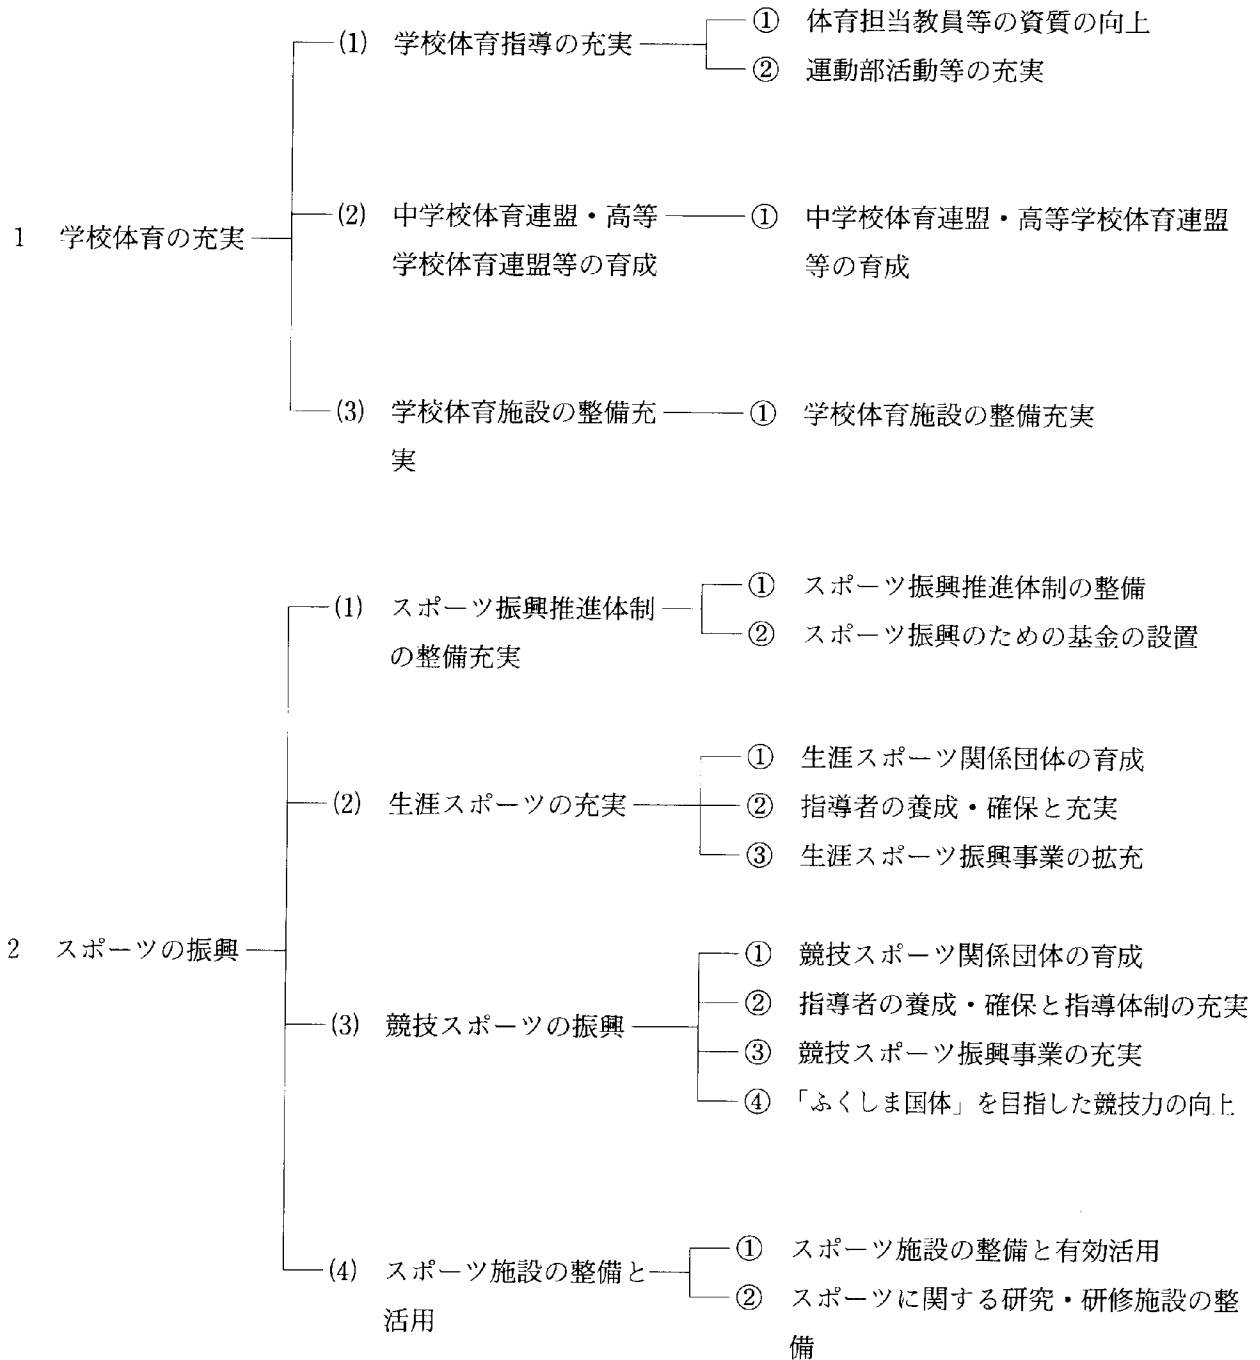 1 学校体育の充実
(1) 学校体育指導の充実
① 体育担当教員等の資質の向上
② 運動部活動等の充実
(2) 中学校体育連盟・高等
学校体育連盟等の育成
① 中学校体育連盟・高等学校体育連盟
等の育成
(3) 学校体育施設の整備充
実
① 学校体育施設の整備充実
2 スポーツの振興
(1) スポーツ振興推進体制
の整備充実
① スポーツ振興推進体制の整備
② スポーツ振興のための基金の設置
(2) 生涯スポーツの充実
① 生涯スポーツ関係団体の育成
② 指導者の養成・確保と充実
③ 生涯スポーツ振興事業の拡充
(3) 競技スポーツの振興
① 競技スポーツ関係団体の育成
② 指導者の養成・確保と指導体制の充実
③ 競技スポーツ振興事業の充実
④ 「ふくしま国体」を目指した競技力の向上
(4) スポーツ施設の整備と
活用
① スポーツ施設の整備と有効活用
② スポーツに関する研究・研修施設の整
備